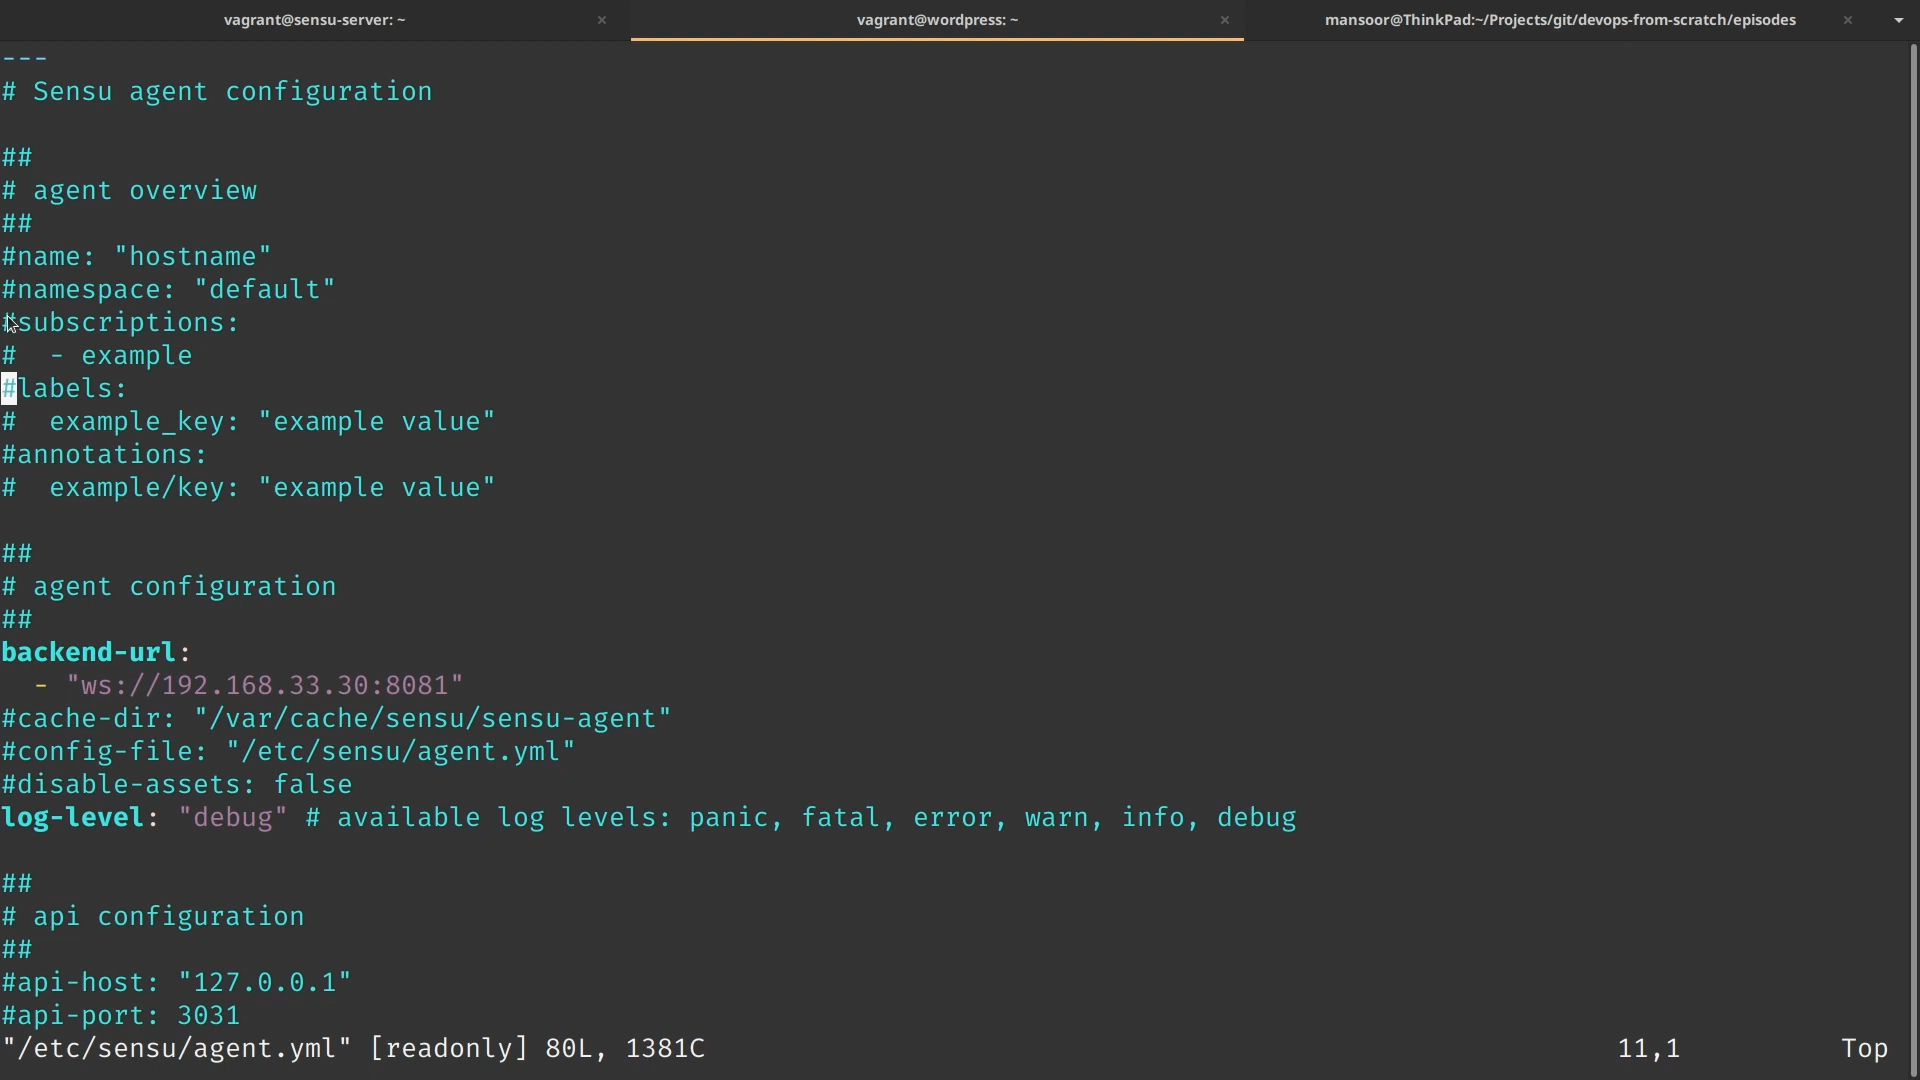 vagrant@sensu-server: ~ × vagrant@wordpress: ~ × mansoor@ThinkPad:~/Projects/git/devops-from-scratch/episodes ×
---
# Sensu agent configuration
##
# agent overview
##
#name: "hostname"
#namespace: "default"
#subscriptions:
#  - example
#labels:
#  example_key: "example value"
#annotations:
#  example/key: "example value"
##
# agent configuration
##
backend-url:
  - "ws://192.168.33.30:8081"
#cache-dir: "/var/cache/sensu/sensu-agent"
#config-file: "/etc/sensu/agent.yml"
#disable-assets: false
log-level: "debug" # available log levels: panic, fatal, error, warn, info, debug
##
# api configuration
##
#api-host: "127.0.0.1"
#api-port: 3031
"/etc/sensu/agent.yml" [readonly] 80L, 1381C 11,1 Top